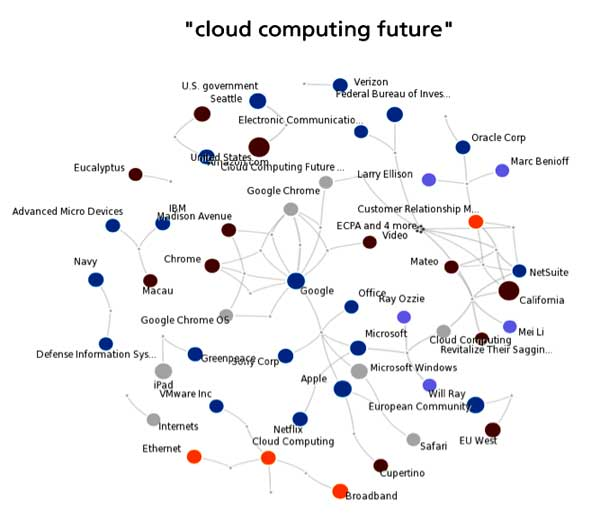 "cloud computing future"
Verizon
U.S. government
Federal Bureau of Inves...
Seattle
Electronic Communicatio...
Oracle Corp
United States
Amazon.com
Marc Benioff
Cloud Computing Future ...
Eucalyptus
Larry Ellison
Google Chrome
IBM
Advanced Micro Devices
Madison Avenue
Customer Relationship M...
ECPA and 4 more...
Video
Chrome
Mateo
Navy
NetSuite
Macau
Google
Office
Ray Ozzie
California
Google Chrome OS
Mei Li
Microsoft
Cloud Computing
Revitalize Their Saggin...
Defense Information Sys...
Greenpeace
Sony Corp
Microsoft Windows
iPad
Apple
VMware Inc
Will Ray
European Community
Internets
Netflix
Cloud Computing
Safari
EU West
Ethernet
Cupertino
Broadband